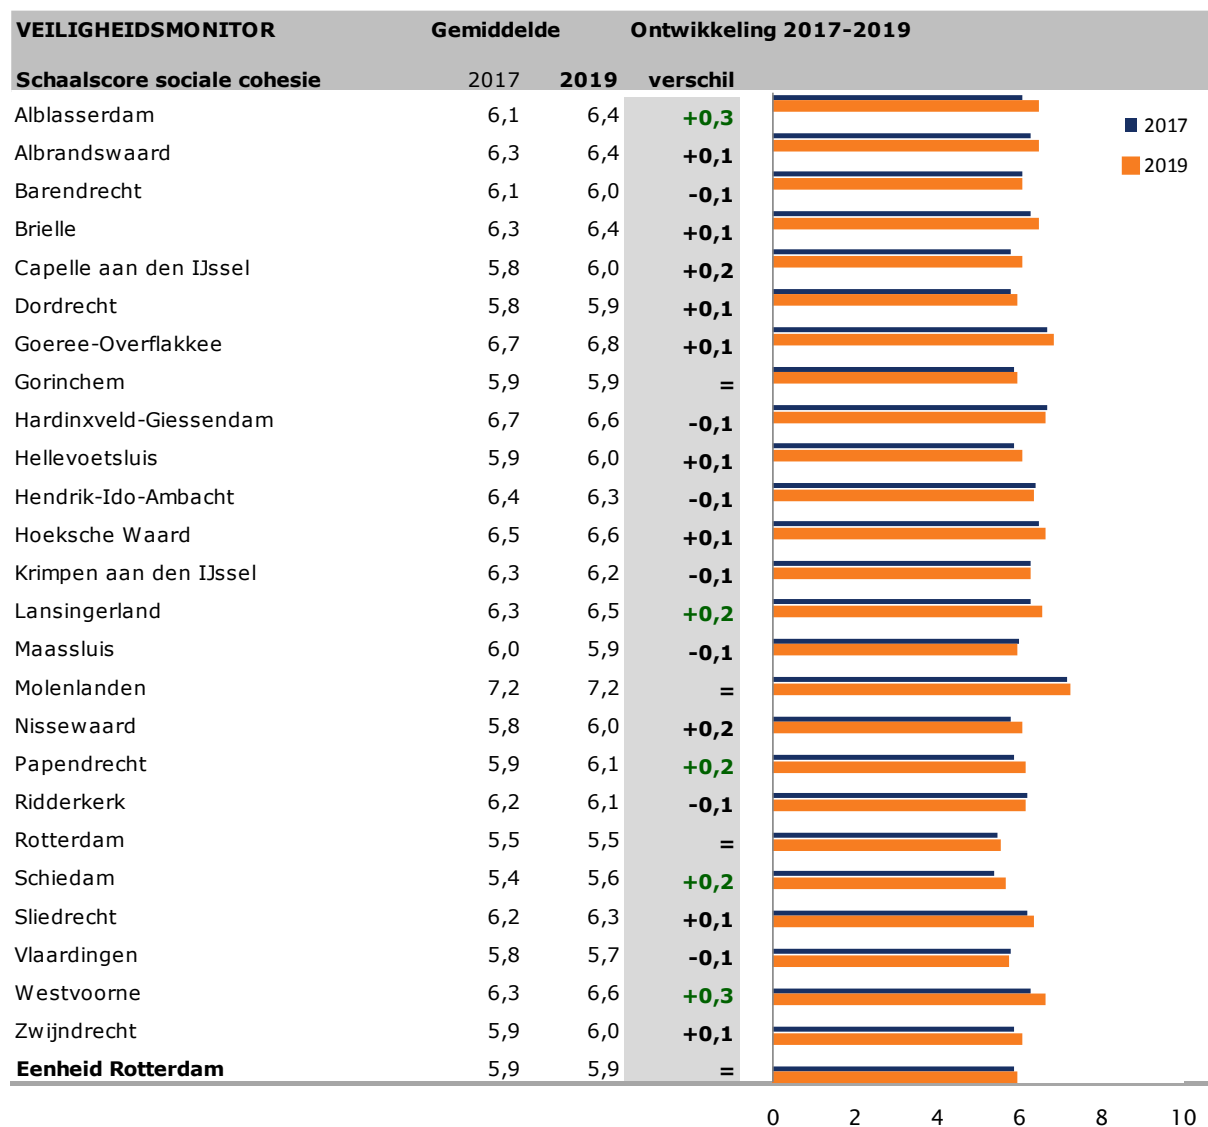 VEILIGHEIDSMONITOR Gemiddelde Ontwikkeling 2017-2019
Schaalscore sociale cohesie 2017 2019 verschil
Alblasserdam 6,1 6,4 +0,3
Albrandswaard 6,3 6,4 +0,1
Barendrecht 6,1 6,0 -0,1
Brielle 6,3 6,4 +0,1
Capelle aan den IJssel 5,8 6,0 +0,2
Dordrecht 5,8 5,9 +0,1
Goeree-Overflakkee 6,7 6,8 +0,1
Gorinchem 5,9 5,9 =
Hardinxveld-Giessendam 6,7 6,6 -0,1
Hellevoetsluis 5,9 6,0 +0,1
Hendrik-Ido-Ambacht 6,4 6,3 -0,1
Hoeksche Waard 6,5 6,6 +0,1
Krimpen aan den IJssel 6,3 6,2 -0,1
Lansingerland 6,3 6,5 +0,2
Maassluis 6,0 5,9 -0,1
Molenlanden 7,2 7,2 =
Nissewaard 5,8 6,0 +0,2
Papendrecht 5,9 6,1 +0,2
Ridderkerk 6,2 6,1 -0,1
Rotterdam 5,5 5,5 =
Schiedam 5,4 5,6 +0,2
Sliedrecht 6,2 6,3 +0,1
Vlaardingen 5,8 5,7 -0,1
Westvoorne 6,3 6,6 +0,3
Zwijndrecht 5,9 6,0 +0,1
Eenheid Rotterdam 5,9 5,9 =
2017
2019
0 2 4 6 8 10